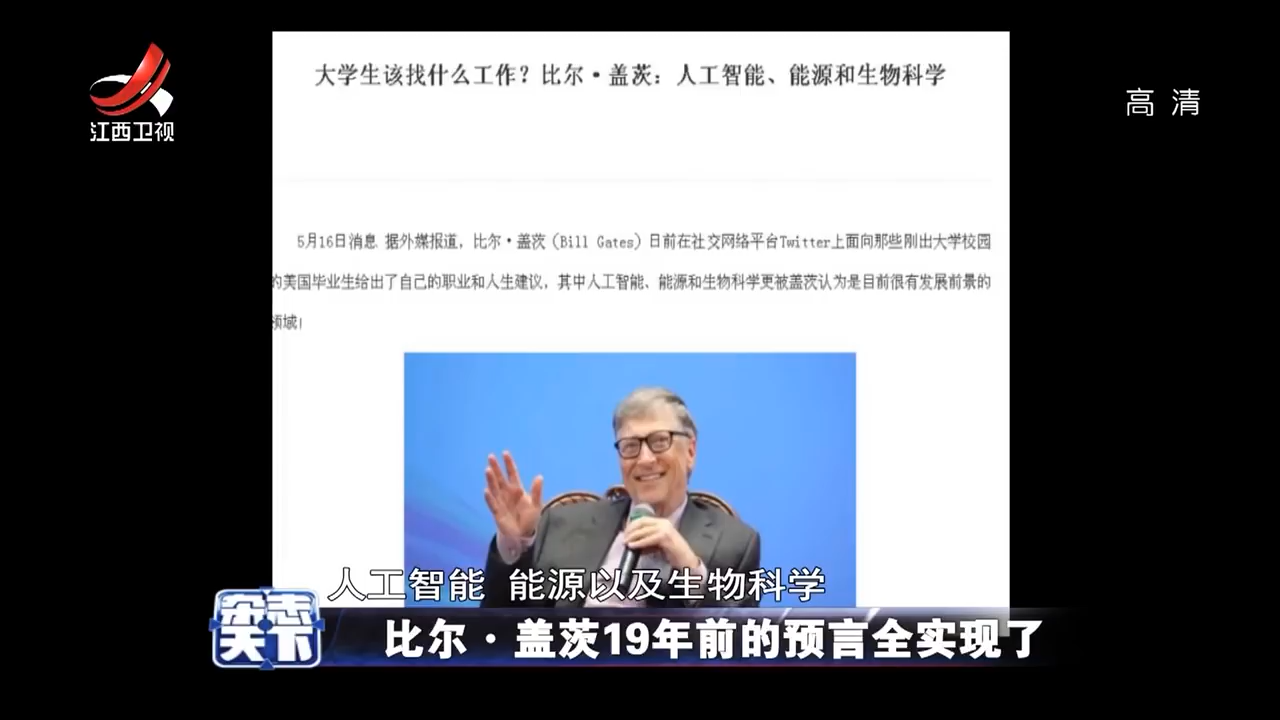 江西卫视
高清
大学生该找什么工作？比尔·盖茨：人工智能、能源和生物科学
5月16日消息 据外媒报道，比尔·盖茨（Bill Gates）日前在社交网络平台Twitter上面向那些刚出大学校园
的美国毕业生给出了自己的职业和人生建议，其中人工智能、能源和生物科学更被盖茨认为是目前很有发展前景的
领域！
人工智能 能源以及生物科学
杂志
天下
比尔·盖茨19年前的预言全实现了